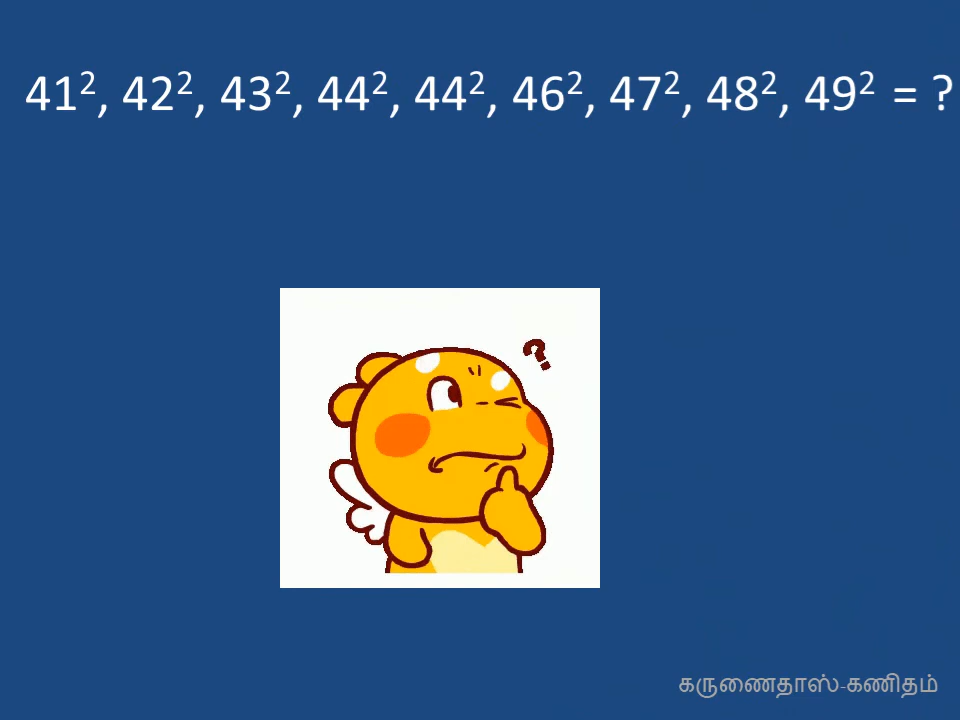 41², 42², 43², 44², 44², 46², 47², 48², 49² = ?
?
கருணைதாஸ்-கணிதம்